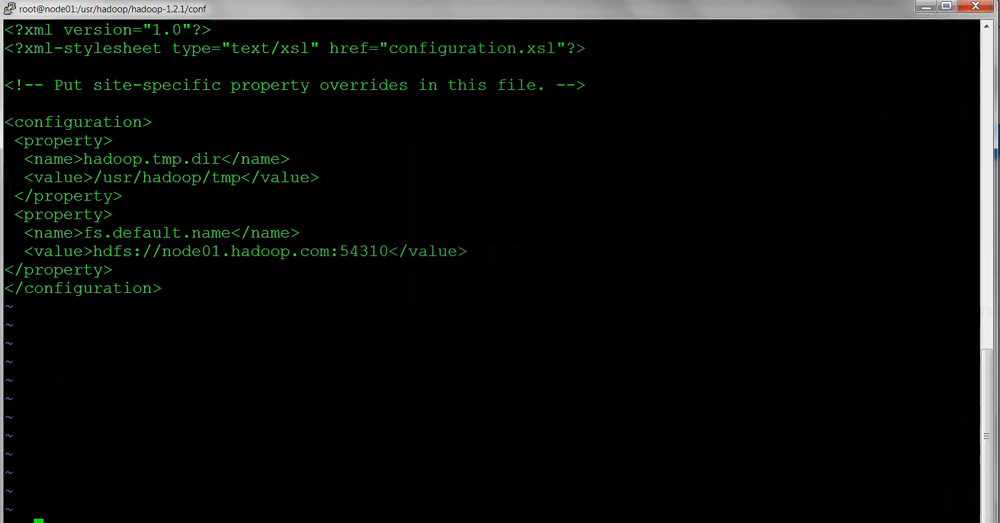 root@node01:/usr/hadoop/hadoop-1.2.1/conf
<?xml version="1.0"?>
<?xml-stylesheet type="text/xsl" href="configuration.xsl"?>
<!-- Put site-specific property overrides in this file. -->
<configuration>
 <property>
  <name>hadoop.tmp.dir</name>
  <value>/usr/hadoop/tmp</value>
 </property>
 <property>
  <name>fs.default.name</name>
  <value>hdfs://node01.hadoop.com:54310</value>
</property>
</configuration>
~
~
~
~
~
~
~
~
~
~
~
~